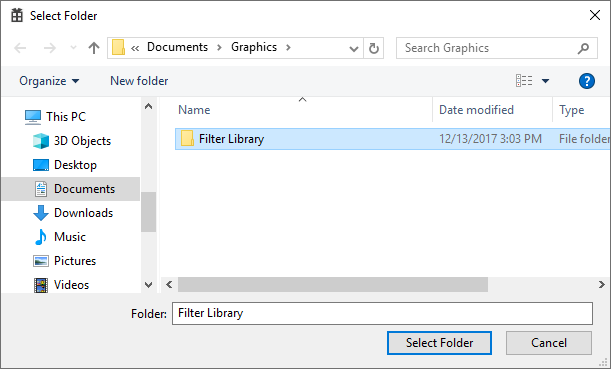 Select Folder
« Documents > Graphics >
Search Graphics
Organize
New folder
?
Name
Date modified
Type
This PC
3D Objects
Desktop
Documents
Downloads
Music
Pictures
Videos
Filter Library
12/13/2017 3:03 PM
File folder
Folder:
Filter Library
Select Folder
Cancel